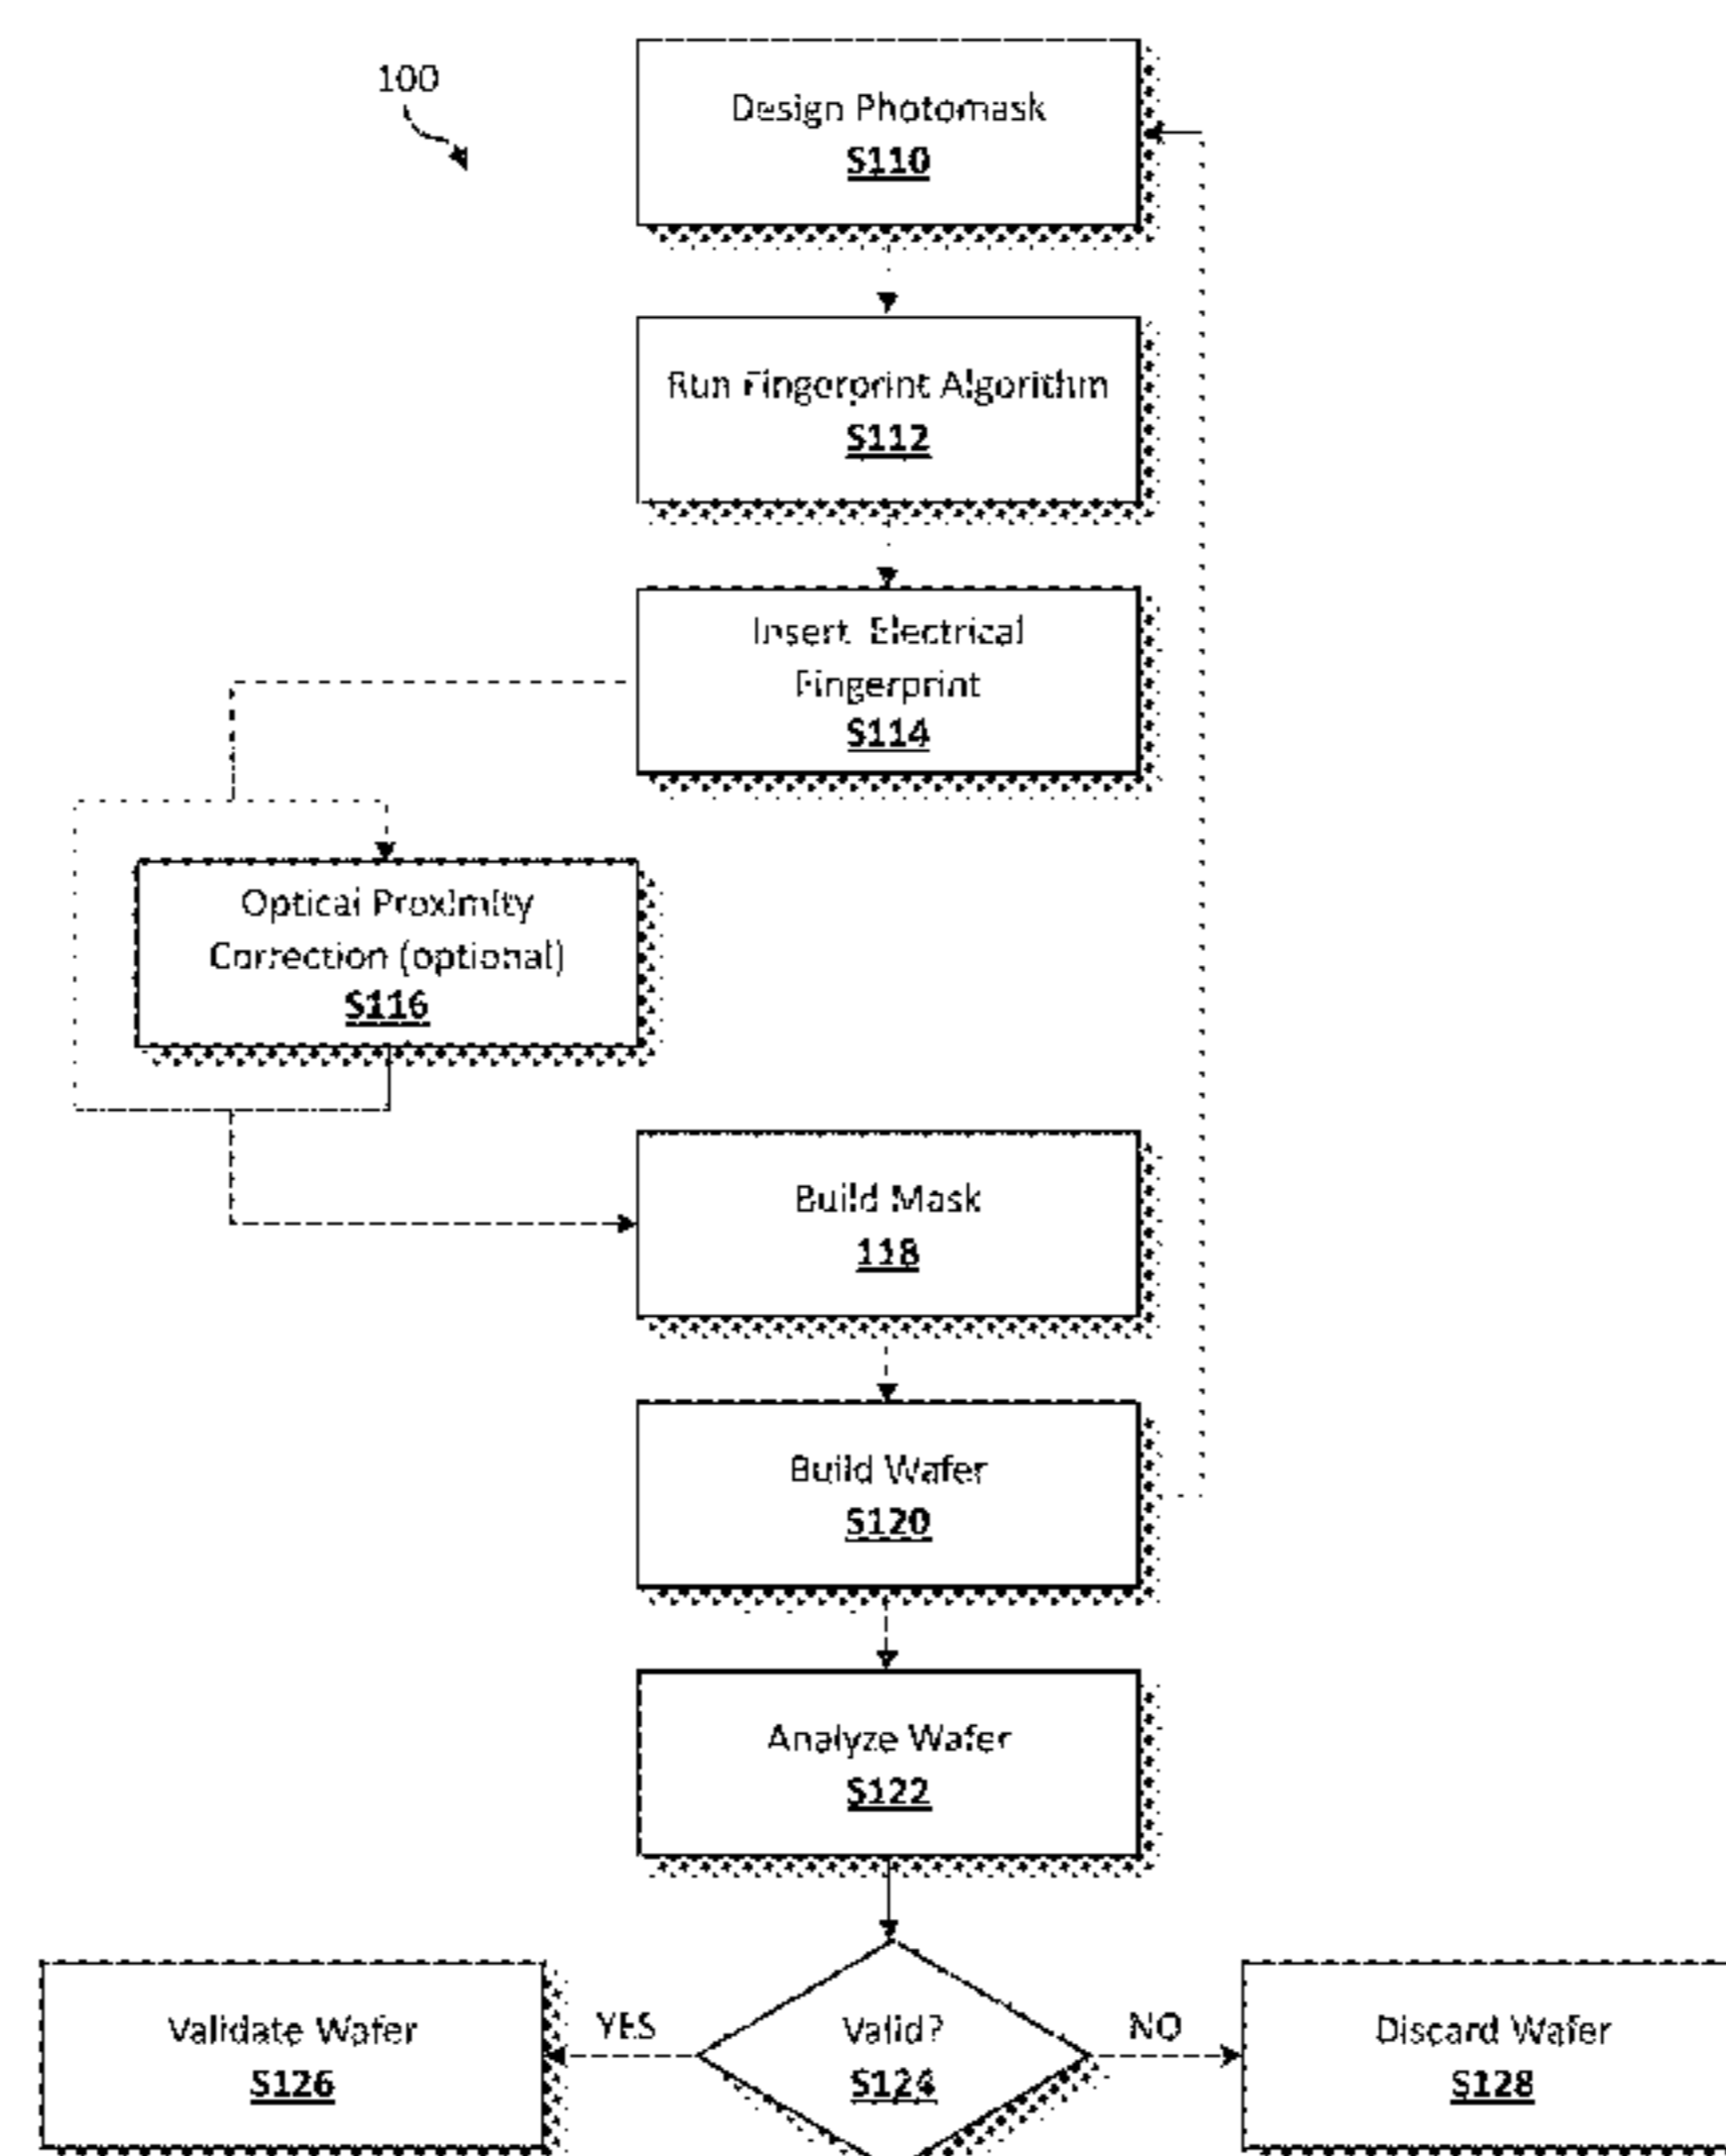 100
Design Photomask
S110
Run Fingerprint Algorithm
S112
Insert Electrical
Fingerprint
S114
Optical Proximity
Correction (optional)
S116
Build Mask
118
Build Wafer
S120
Analyze Wafer
S122
Validate Wafer
S126
YES
Valid?
S124
NO
Discard Wafer
S128